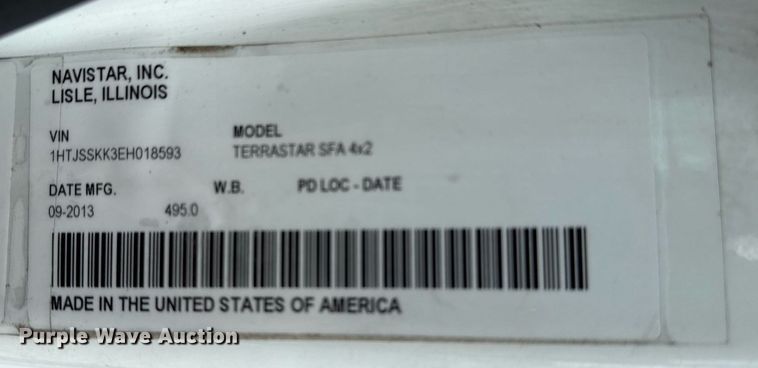 NAVISTAR, INC.
LISLE, ILLINOIS
VIN MODEL
1HTJSSKK3EH018593 TERRASTAR SFA 4x2
DATE MFG. W.B. PD LOC - DATE
09-2013 495.0
MADE IN THE UNITED STATES OF AMERICA
Purple Wave Auction